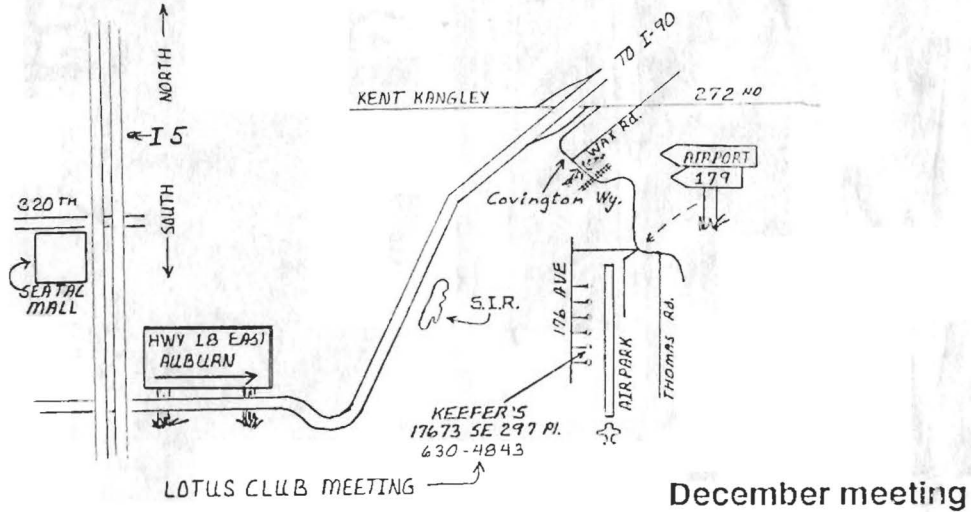 NORTH
I 5
SOUTH
320TH
SEATAL
MALL
HWY 18 EAST
AUBURN
KENT KANGLEY
TO I-90
272 ND
WAX Rd.
Covington Wy.
AIRPORT
179
S.I.R.
176 AVE
AIRPARK
THOMAS Rd.
KEEFER'S
17673 SE 297 Pl.
630-4843
LOTUS CLUB MEETING
December meeting